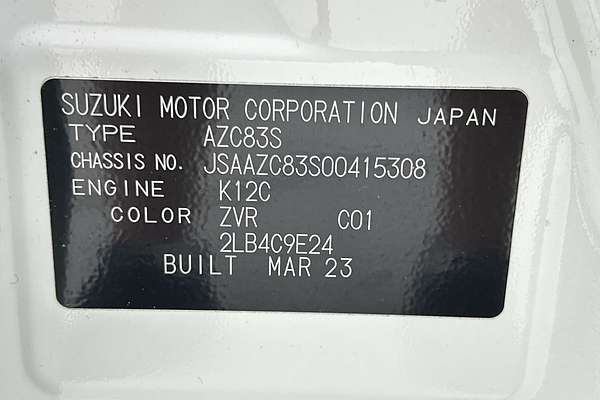 SUZUKI MOTOR CORPORATION JAPAN
TYPE AZC83S
CHASSIS NO. JSAAZC83S00415308
ENGINE K12C
COLOR ZVR C01
2LB4C9E24
BUILT MAR 23